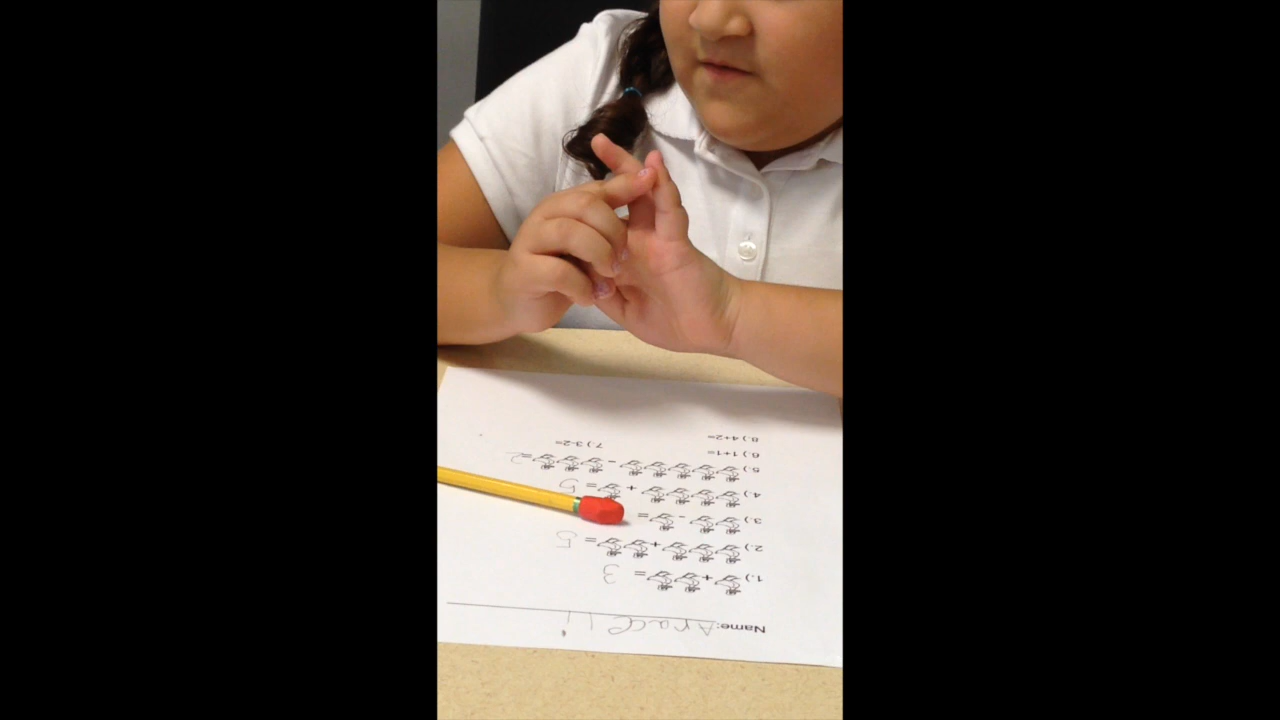 Name: Araceli
1.) + = 3
2.) + = 5
3.) - =
4.) + = 5
5.) - = 2
6.) 1+1= 7.) 3-2=
8.) 4+2=